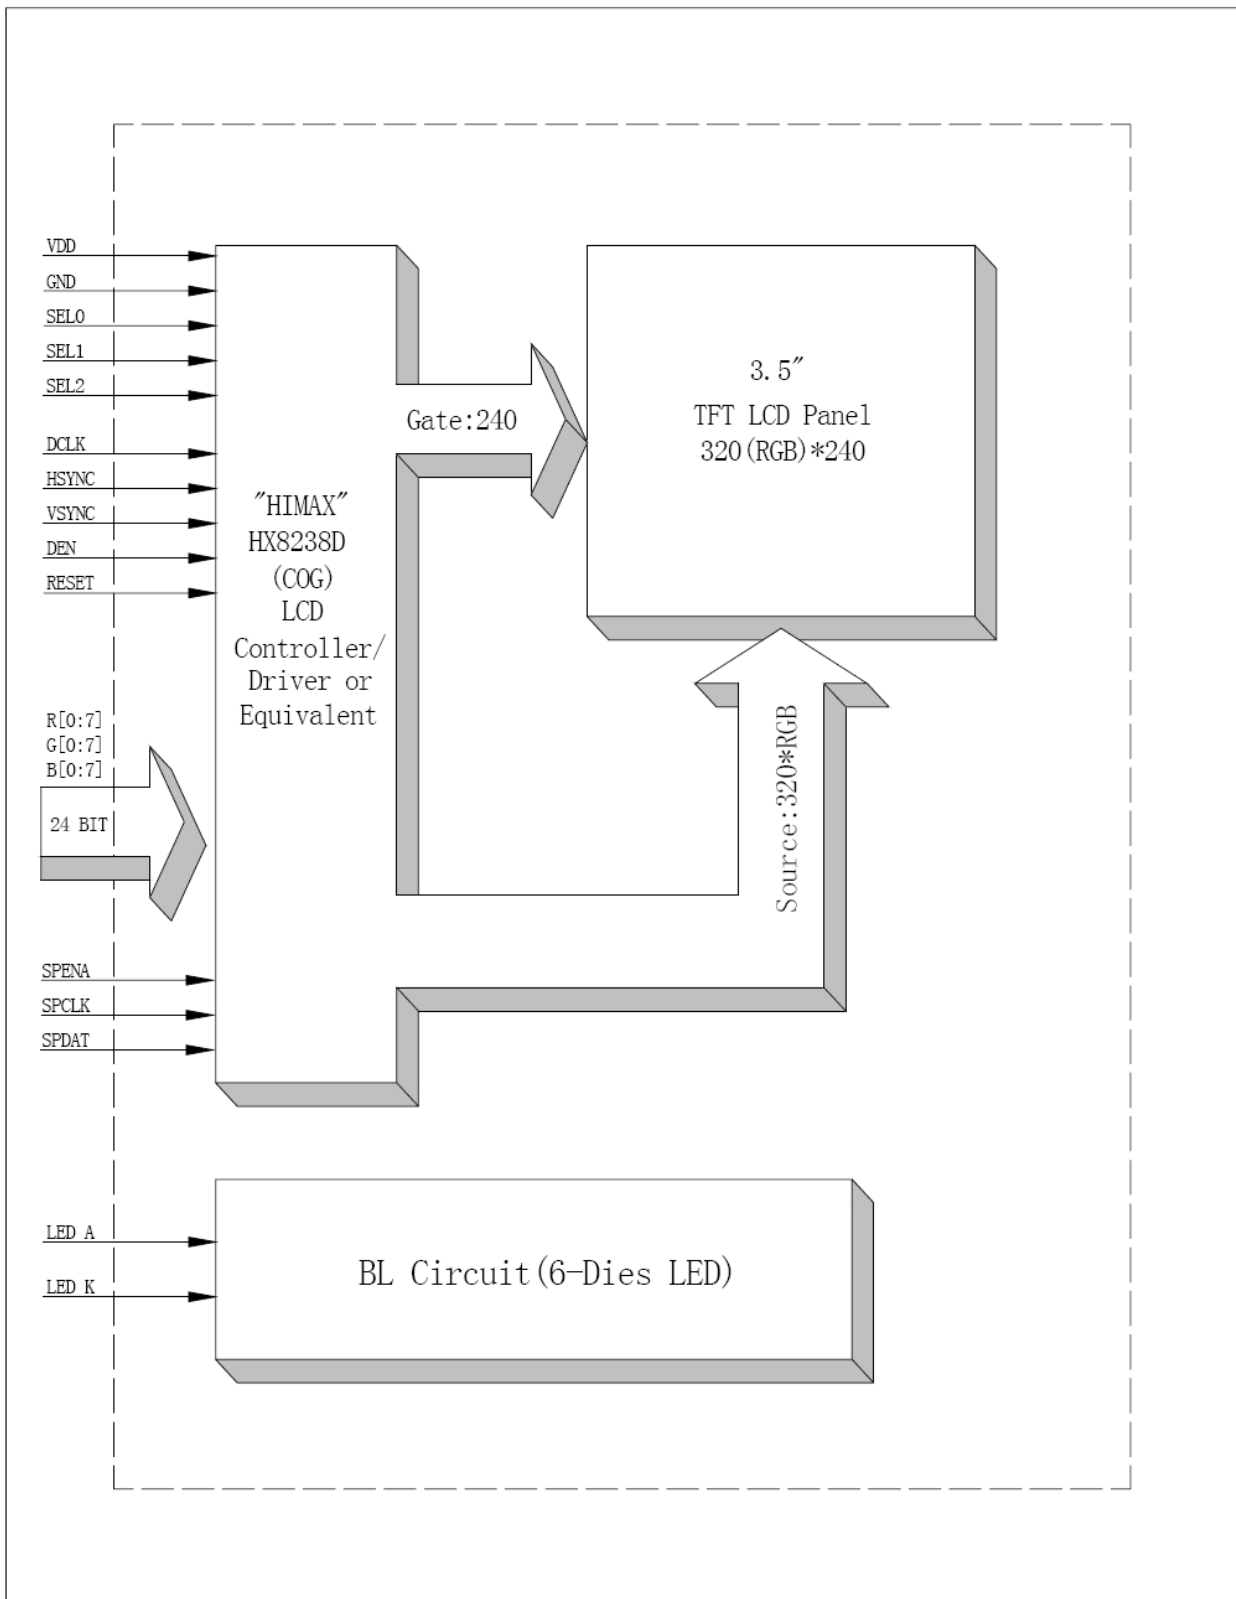 VDD
GND
SEL0
SEL1
SEL2
DCLK
HSYNC
VSYNC
DEN
RESET
R[0:7]
G[0:7]
B[0:7]
24 BIT
SPENA
SPCLK
SPDAT
"HIMAX"
HX8238D
(COG)
LCD
Controller/
Driver or
Equivalent
Gate:240
3.5"
TFT LCD Panel
320(RGB)*240
Source:320*RGB
LED A
LED K
BL Circuit(6-Dies LED)